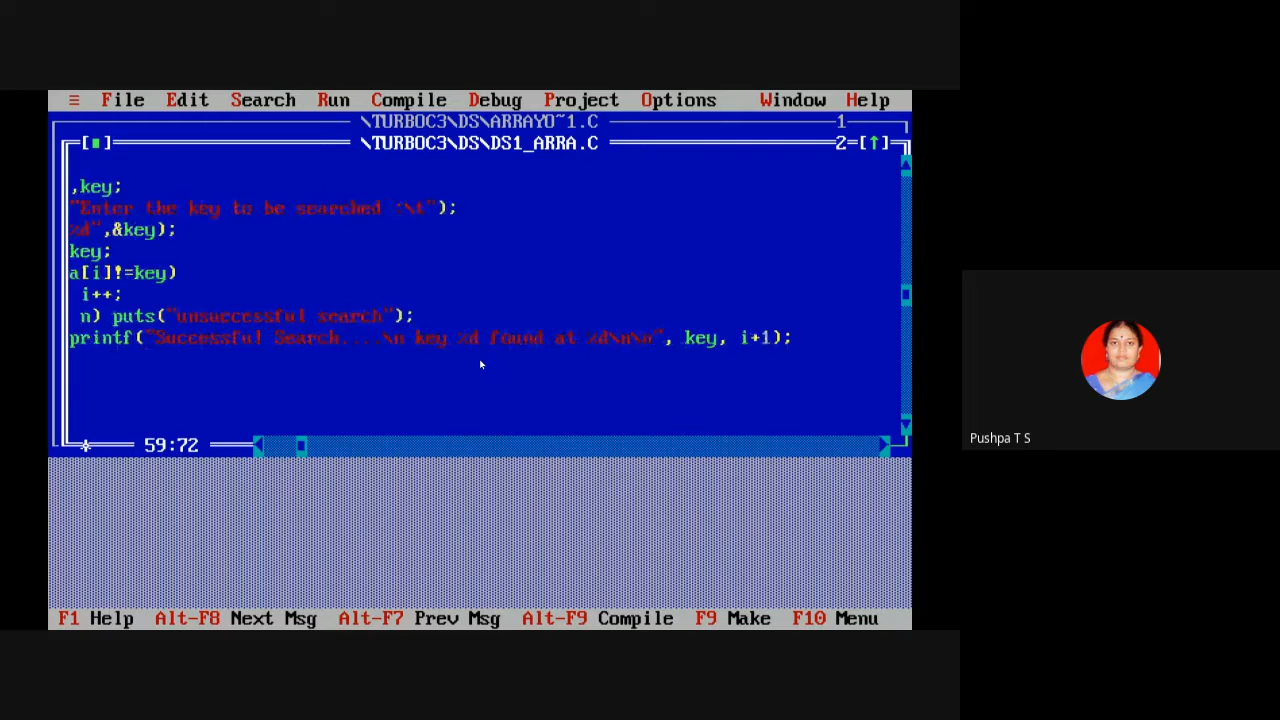 ≡ File Edit Search Run Compile Debug Project Options Window Help
\TURBOC3\DS\ARRAYO~1.C 1
[■] \TURBOC3\DS\DS1_ARRA.C 2=[↑]
,key;
"Enter the key to be searched :\t");
%d",&key);
key;
a[i]!=key)
i++;
n) puts("unsuccessful search");
printf("Successful Search....\n key %d found at %d\n\n", key, i+1);
59:72
F1 Help Alt-F8 Next Msg Alt-F7 Prev Msg Alt-F9 Compile F9 Make F10 Menu
Pushpa T S